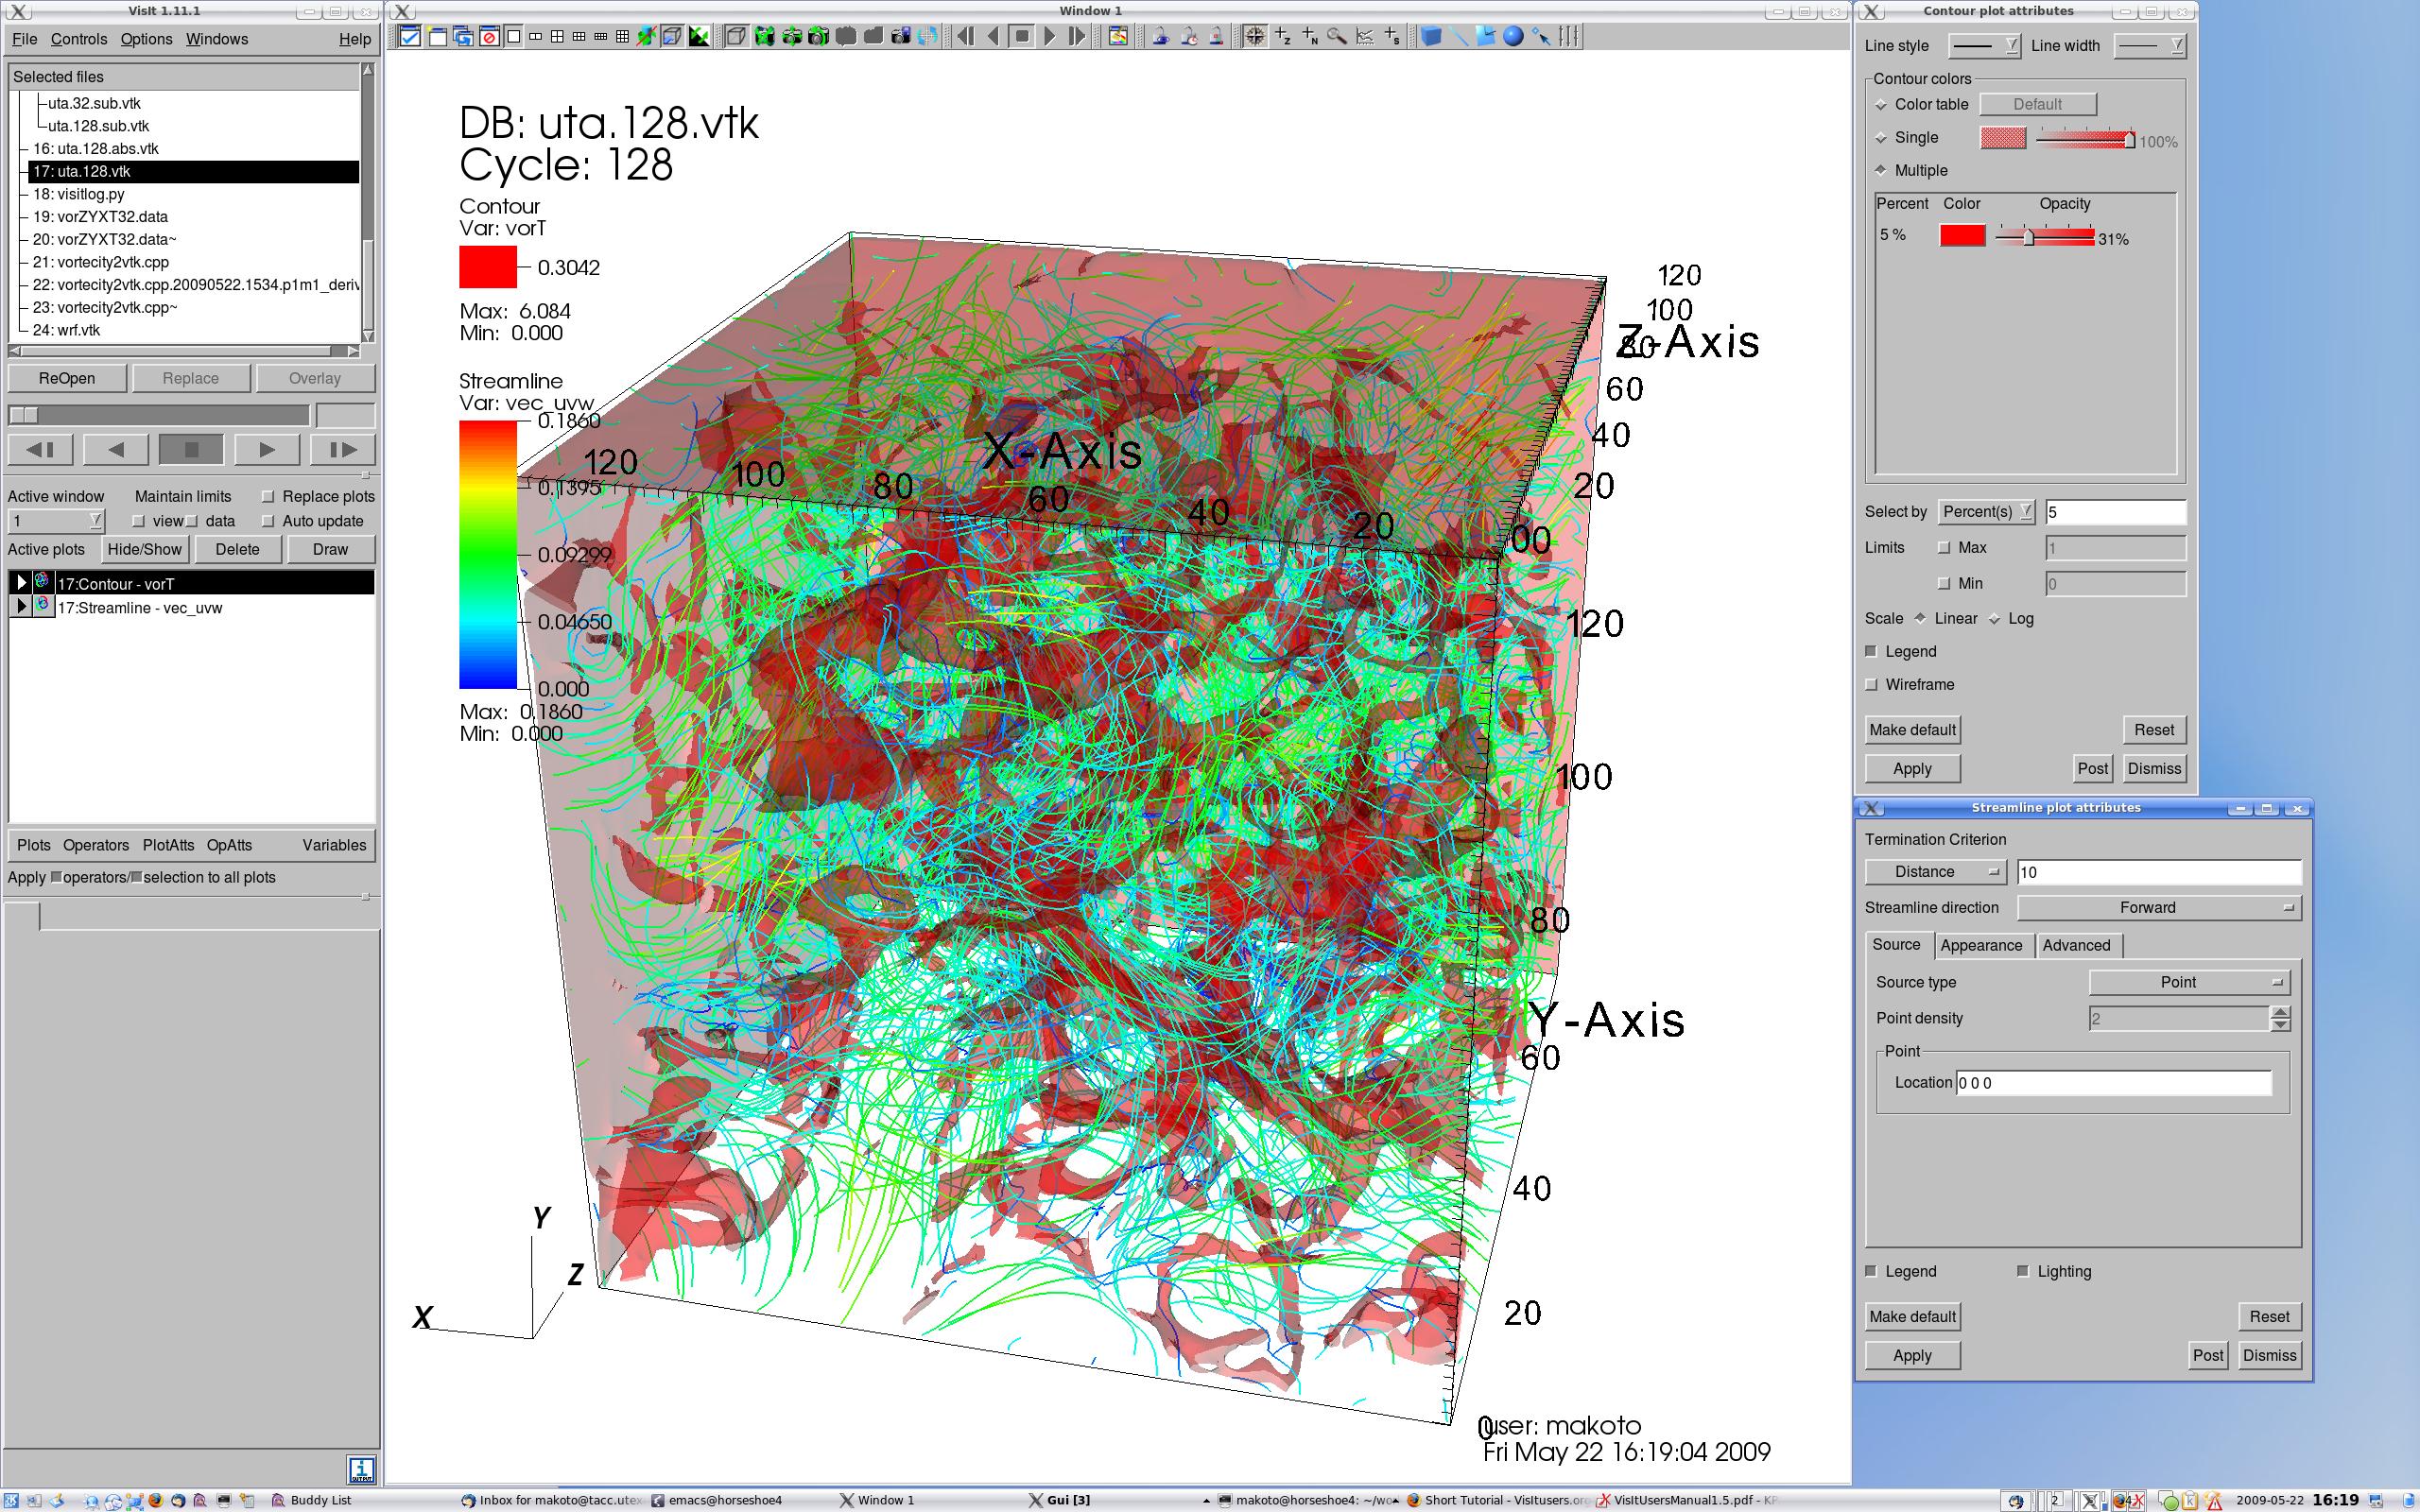 VisIt 1.11.1
File Controls Options Windows Help
Selected files
uta.32.sub.vtk
uta.128.sub.vtk
16: uta.128.abs.vtk
17: uta.128.vtk
18: visitlog.py
19: vorZYXT32.data
20: vorZYXT32.data~
21: vortecity2vtk.cpp
22: vortecity2vtk.cpp.20090522.1534.p1m1_deriv
23: vortecity2vtk.cpp~
24: wrf.vtk
ReOpen Replace Overlay
Active window Maintain limits Replace plots
1 view data Auto update
Active plots Hide/Show Delete Draw
17:Contour - vorT
17:Streamline - vec_uvw
Plots Operators PlotAtts OpAtts Variables
Apply operators/ selection to all plots
Window 1
DB: uta.128.vtk
Cycle: 128
Contour
Var: vorT
0.3042
Max: 6.084
Min: 0.000
Streamline
Var: vec_uvw
0.1860
0.1395
0.09299
0.04650
0.000
Max: 0.1860
Min: 0.000
120
100
80
Z-Axis
60
40
20
0
X-Axis
120 100 80 60 40 20 0
120
100
80
Y-Axis
60
40
20
0
Y
Z
X
user: makoto
Fri May 22 16:19:04 2009
Contour plot attributes
Line style Line width
Contour colors
Color table Default
Single 100%
Multiple
Percent Color Opacity
5 % 31%
Select by Percent(s) 5
Limits Max 1
Min 0
Scale Linear Log
Legend
Wireframe
Make default Reset
Apply Post Dismiss
Streamline plot attributes
Termination Criterion
Distance 10
Streamline direction Forward
Source Appearance Advanced
Source type Point
Point density 2
Point
Location 0 0 0
Legend Lighting
Make default Reset
Apply Post Dismiss
Buddy List Inbox for makoto@tacc.utex emacs@horseshoe4 Window 1 Gui [3] makoto@horseshoe4: ~/wo Short Tutorial - VisItusers.or VisItUsersManual1.5.pdf - KP 2 4 2009-05-22 16:19